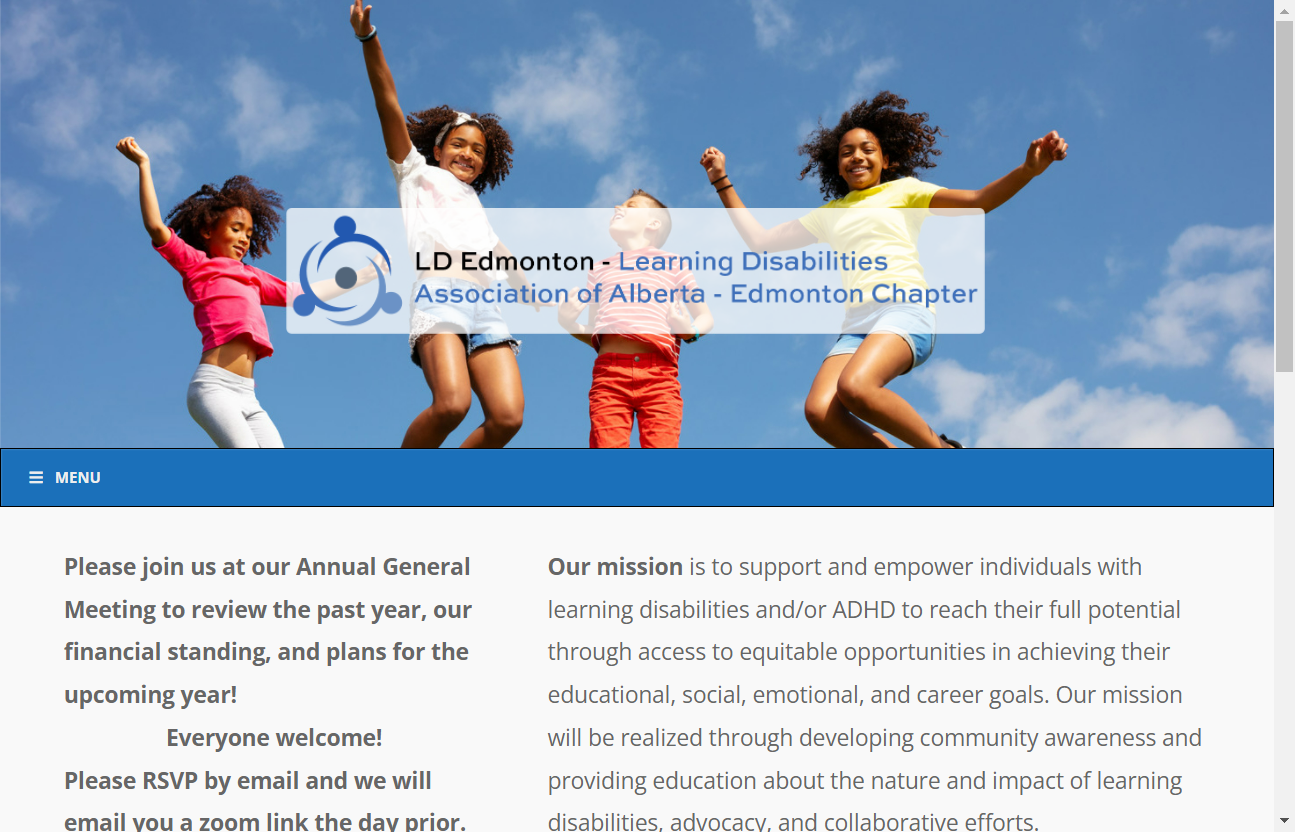 LD Edmonton - Learning Disabilities
Association of Alberta - Edmonton Chapter
MENU
Please join us at our Annual General
Meeting to review the past year, our
financial standing, and plans for the
upcoming year!
Everyone welcome!
Please RSVP by email and we will
email you a zoom link the day prior.
Our mission is to support and empower individuals with
learning disabilities and/or ADHD to reach their full potential
through access to equitable opportunities in achieving their
educational, social, emotional, and career goals. Our mission
will be realized through developing community awareness and
providing education about the nature and impact of learning
disabilities, advocacy, and collaborative efforts.